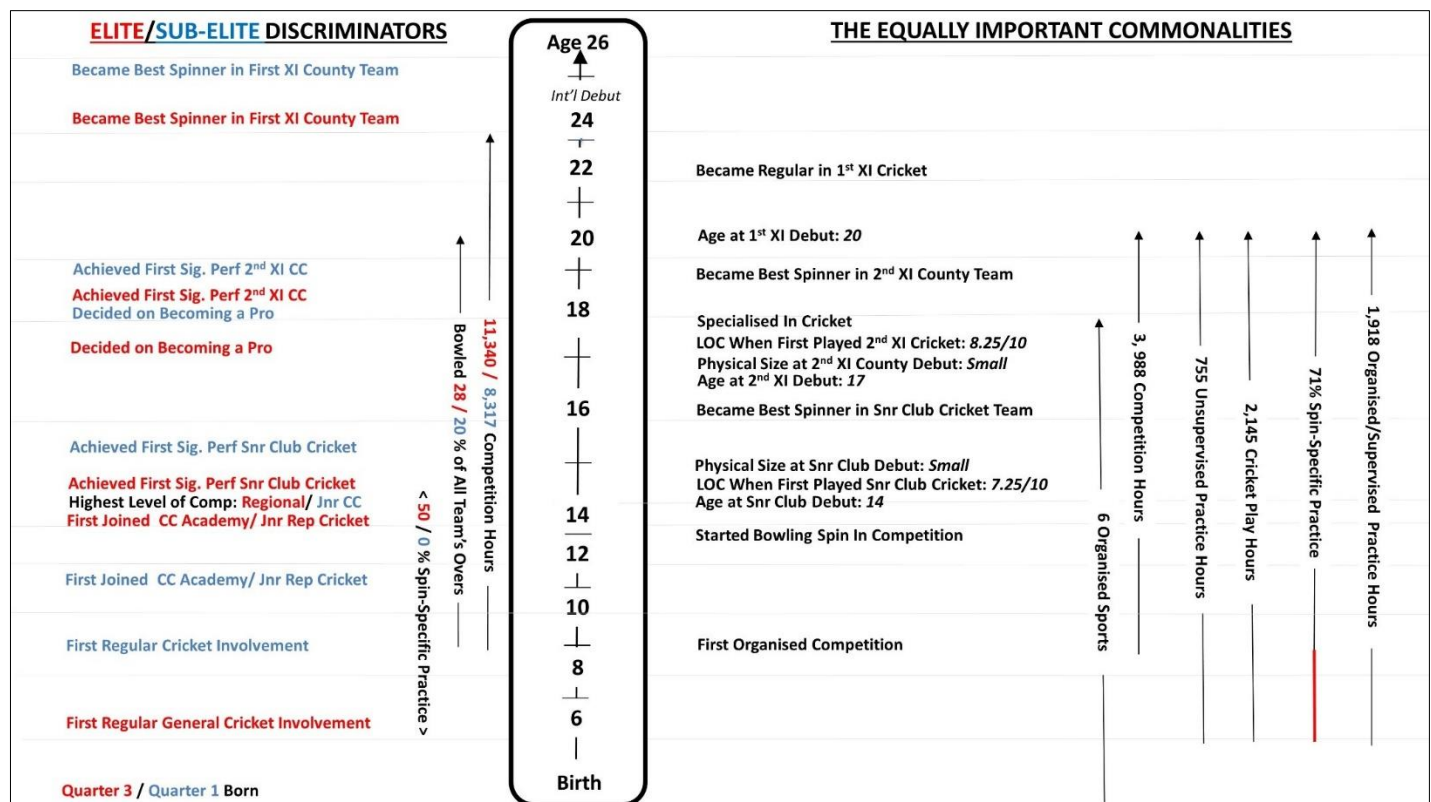 ELITE/SUB-ELITE DISCRIMINATORS
Became Best Spinner in First XI County Team
Became Best Spinner in First XI County Team
Achieved First Sig. Perf 2nd XI CC
Achieved First Sig. Perf 2nd XI CC
Decided on Becoming a Pro
Decided on Becoming a Pro
Achieved First Sig. Perf Snr Club Cricket
Achieved First Sig. Perf Snr Club Cricket
Highest Level of Comp: Regional/ Jnr CC
First Joined CC Academy/ Jnr Rep Cricket
First Joined CC Academy/ Jnr Rep Cricket
First Regular Cricket Involvement
First Regular General Cricket Involvement
Quarter 3 / Quarter 1 Born
< 50 / 0 % Spin-Specific Practice >
Bowled 28 / 20 % of All Team's Overs
11,340 / 8,317 Competition Hours
Age 26
Int'l Debut
24
22
20
18
16
14
12
10
8
6
Birth
THE EQUALLY IMPORTANT COMMONALITIES
Became Regular in 1st XI Cricket
Age at 1st XI Debut: 20
Became Best Spinner in 2nd XI County Team
Specialised In Cricket
LOC When First Played 2nd XI Cricket: 8.25/10
Physical Size at 2nd XI County Debut: Small
Age at 2nd XI Debut: 17
Became Best Spinner in Snr Club Cricket Team
Physical Size at Snr Club Debut: Small
LOC When First Played Snr Club Cricket: 7.25/10
Age at Snr Club Debut: 14
Started Bowling Spin In Competition
First Organised Competition
6 Organised Sports
3, 988 Competition Hours
755 Unsupervised Practice Hours
2,145 Cricket Play Hours
71% Spin-Specific Practice
1,918 Organised/Supervised Practice Hours